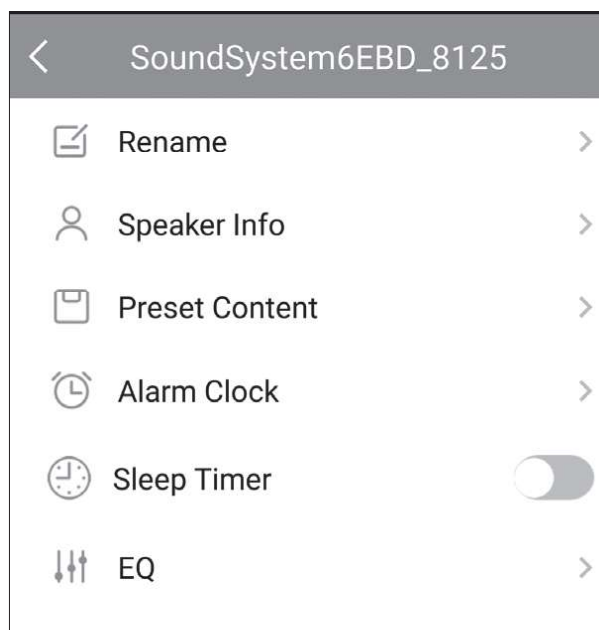 SoundSystem6EBD_8125
Rename
Speaker Info
Preset Content
Alarm Clock
Sleep Timer
EQ